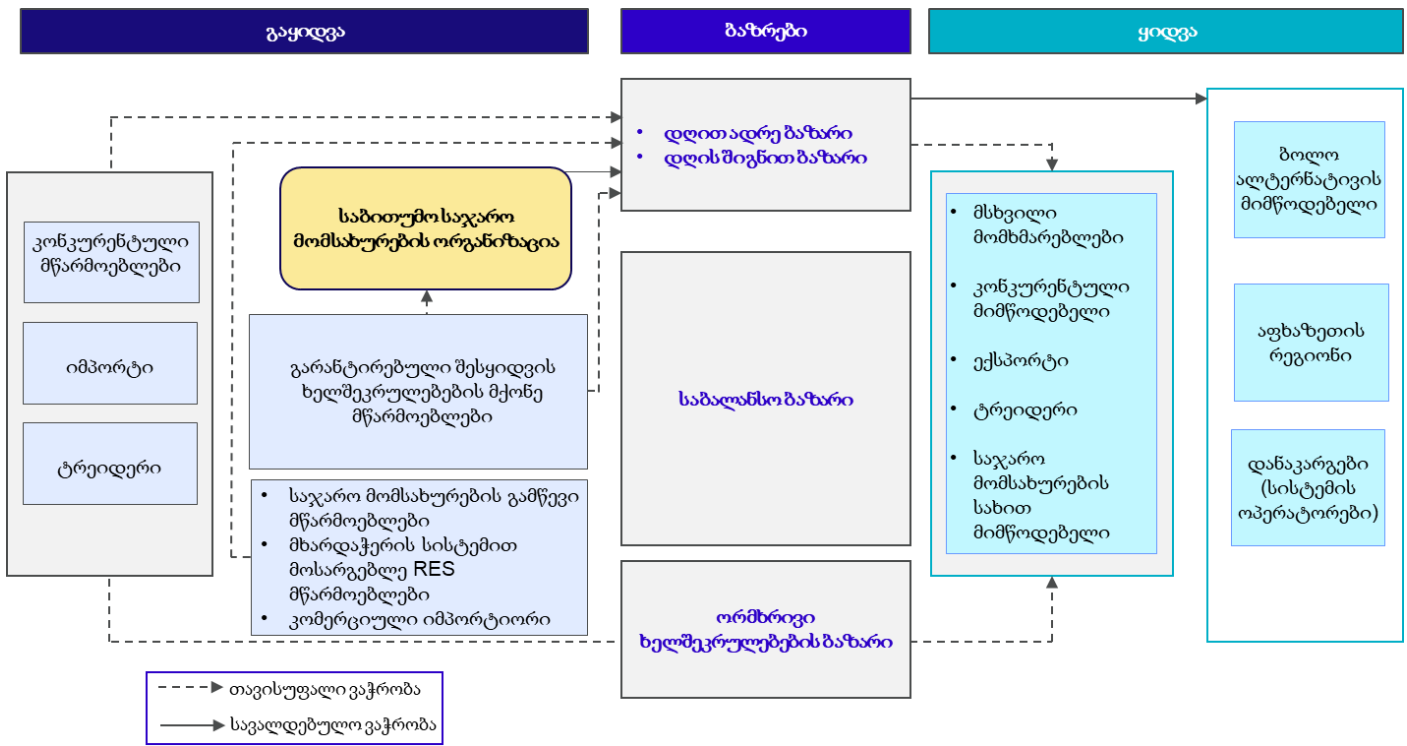 გაყიდვა
ბაზრები
ყიდვა
კონკურენტული
მწარმოებლები
იმპორტი
ტრეიდერი
საბითუმო საჯარო
მომსახურების ორგანიზაცია
გარანტირებული შესყიდვის
ხელშეკრულებების მქონე
მწარმოებლები
• საჯარო მომსახურების გამწევი
მწარმოებლები
• მხარდაჭერის სისტემით
მოსარგებლე RES
მწარმოებლები
• კომერციული იმპორტიორი
• დღით ადრე ბაზარი
• დღის შიგნით ბაზარი
საბალანსო ბაზარი
ორმხრივი
ხელშეკრულებების ბაზარი
• მსხვილი
მომხმარებლები
• კონკურენტული
მიმწოდებელი
• ექსპორტი
• ტრეიდერი
• საჯარო
მომსახურების
სახით
მიმწოდებელი
ბოლო
ალტერნატივის
მიმწოდებელი
აფხაზეთის
რეგიონი
დანაკარგები
(სისტემის
ოპერატორები)
თავისუფალი ვაჭრობა
სავალდებულო ვაჭრობა